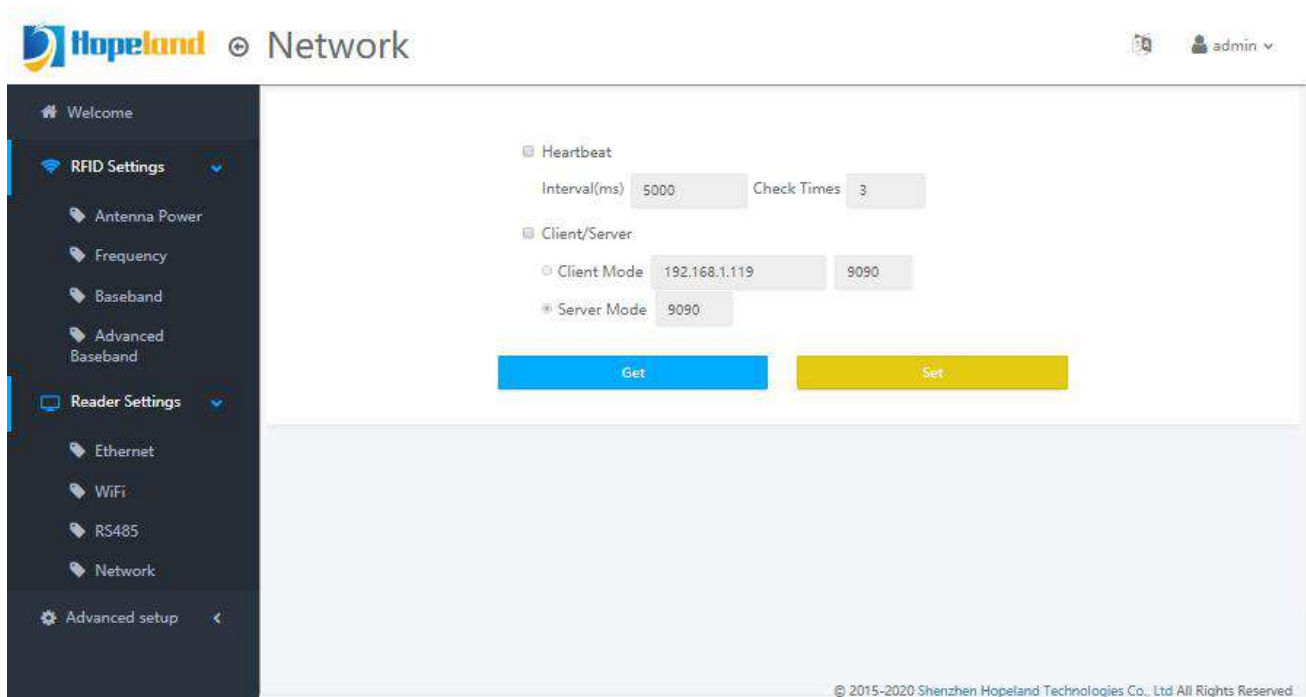 Hopeland
Network
admin
Welcome
RFID Settings
Antenna Power
Frequency
Baseband
Advanced
Baseband
Reader Settings
Ethernet
WiFi
RS485
Network
Advanced setup
Heartbeat
Interval(ms) 5000 Check Times 3
Client/Server
Client Mode 192.168.1.119 9090
Server Mode 9090
Get Set
© 2015-2020 Shenzhen Hopeland Technologies Co., Ltd All Rights Reserved